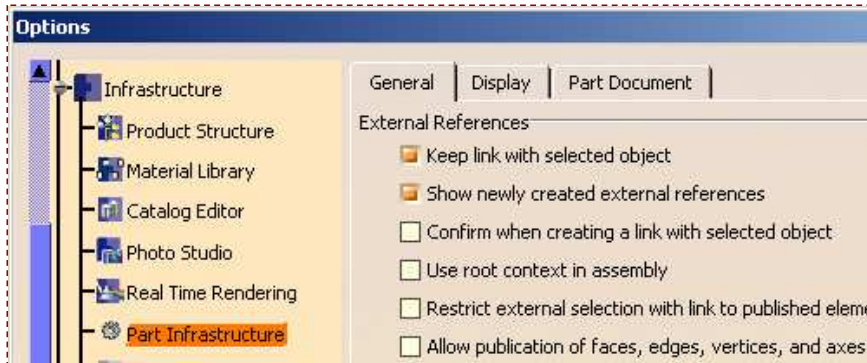 Options
Infrastructure
Product Structure
Material Library
Catalog Editor
Photo Studio
Real Time Rendering
Part Infrastructure
General Display Part Document
External References
Keep link with selected object
Show newly created external references
Confirm when creating a link with selected object
Use root context in assembly
Restrict external selection with link to published
Allow publication of faces, edges, vertices, and axes